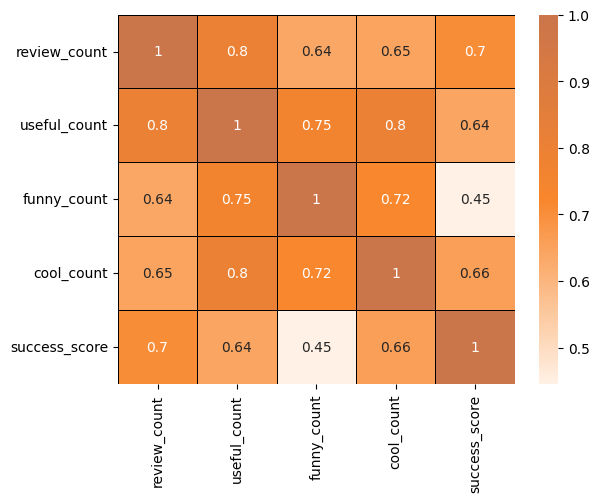 review_count 1 0.8 0.64 0.65 0.7
useful_count 0.8 1 0.75 0.8 0.64
funny_count 0.64 0.75 1 0.72 0.45
cool_count 0.65 0.8 0.72 1 0.66
success_score 0.7 0.64 0.45 0.66 1
review_count useful_count funny_count cool_count success_score
1.0
0.9
0.8
0.7
0.6
0.5